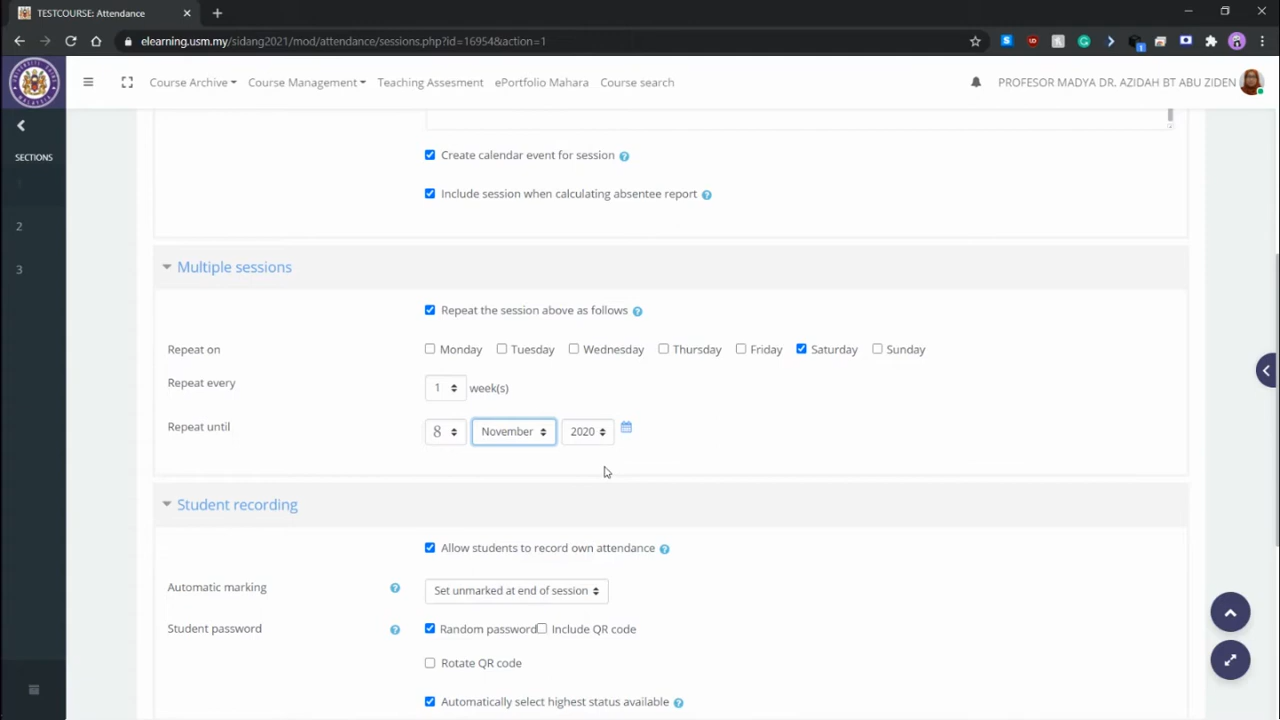 TESTCOURSE: Attendance
elearning.usm.my/sidang2021/mod/attendance/sessions.php?id=16954&action=1
Course Archive Course Management Teaching Assesment ePortfolio Mahara Course search PROFESOR MADYA DR. AZIDAH BT ABU ZIDEN
SECTIONS
1
2
3
Create calendar event for session
Include session when calculating absentee report
Multiple sessions
Repeat the session above as follows
Repeat on Monday Tuesday Wednesday Thursday Friday Saturday Sunday
Repeat every 1 week(s)
Repeat until 8 November 2020
Student recording
Allow students to record own attendance
Automatic marking Set unmarked at end of session
Student password Random password Include QR code
Rotate QR code
Automatically select highest status available